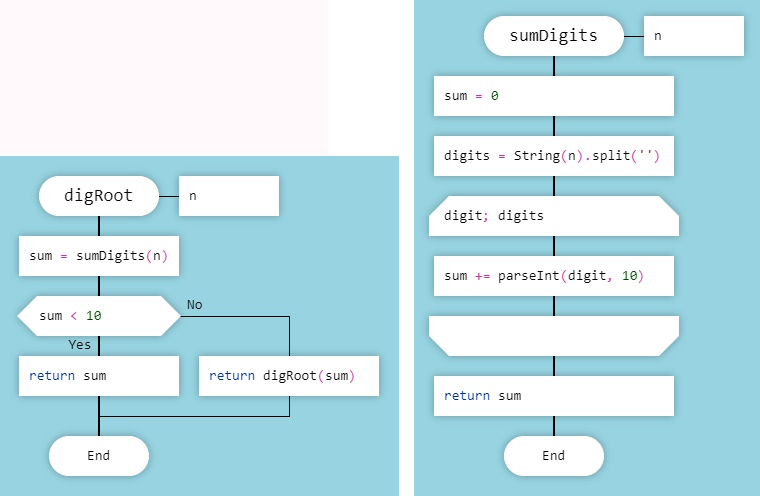 digRoot
n
sum = sumDigits(n)
sum < 10
No
Yes
return sum
return digRoot(sum)
End
sumDigits
n
sum = 0
digits = String(n).split('')
digit; digits
sum += parseInt(digit, 10)
return sum
End